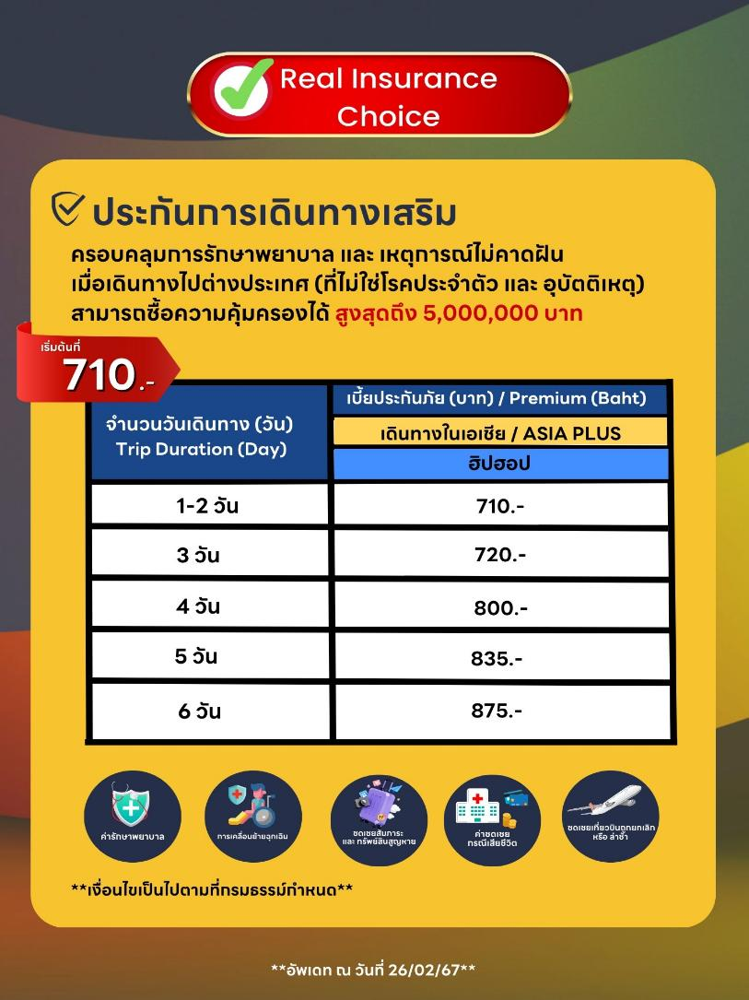 Real Insurance
Choice
ประกันการเดินทางเสริม
ครอบคลุมการรักษาพยาบาล และ เหตุการณ์ไม่คาดฝัน
เมื่อเดินทางไปต่างประเทศ (ที่ไม่ใช่โรคประจำตัว และ อุบัตติเหตุ)
สามารถซื้อความคุ้มครองได้ สูงสุดถึง 5,000,000 บาท
เริ่มต้นที่
710.-
จำนวนวันเดินทาง (วัน)
Trip Duration (Day)
เบี้ยประกันภัย (บาท) / Premium (Baht)
เดินทางในเอเชีย / ASIA PLUS
ฮิปฮอป
1-2 วัน 710.-
3 วัน 720.-
4 วัน 800.-
5 วัน 835.-
6 วัน 875.-
ค่ารักษาพยาบาล
การเคลื่อนย้ายฉุกเฉิน
ชดเชยสัมภาระ
และ ทรัพย์สินสูญหาย
ค่าชดเชย
กรณีเสียชีวิต
ชดเชยเที่ยวบินถูกยกเลิก
หรือ ล่าช้า
**เงื่อนไขเป็นไปตามที่กรมธรรม์กำหนด**
**อัพเดท ณ วันที่ 26/02/67**